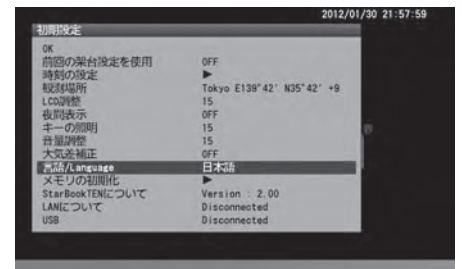 2012/01/30 21:57:59
初期設定
OK
前回の架台設定を使用 OFF
時刻の設定 ▶
観測場所 Tokyo E139°42' N35°42' +9
LCD調整 15
夜間表示 OFF
キーの照明 15
音量調整 15
大気差補正 OFF
言語/Language 日本語
メモリの初期化 ▶
StarBookTENについて Version : 2.00
LANについて Disconnected
USB Disconnected